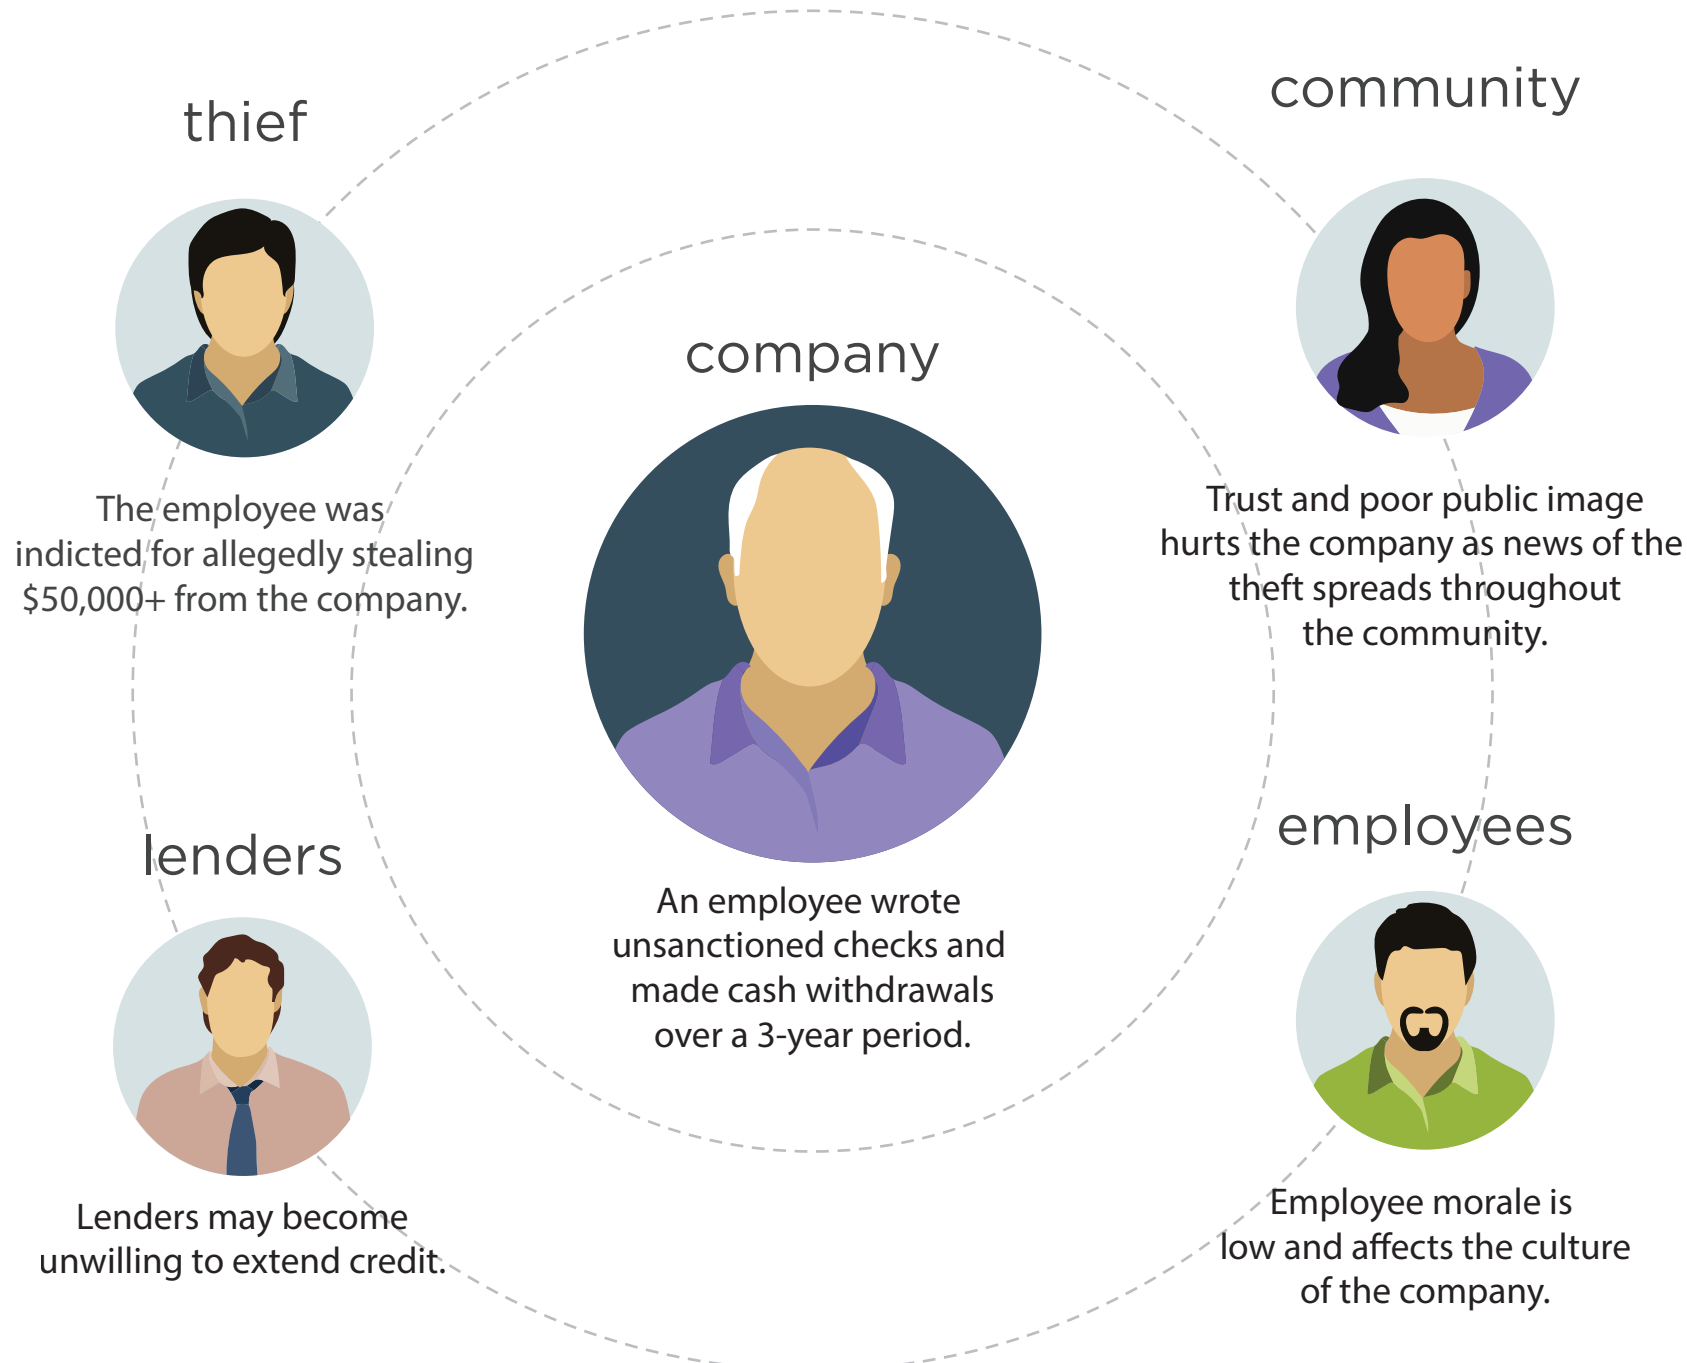 thief
The employee was
indicted for allegedly stealing
$50,000+ from the company.
community
Trust and poor public image
hurts the company as news of the
theft spreads throughout
the community.
company
An employee wrote
unsanctioned checks and
made cash withdrawals
over a 3-year period.
lenders
Lenders may become
unwilling to extend credit.
employees
Employee morale is
low and affects the culture
of the company.